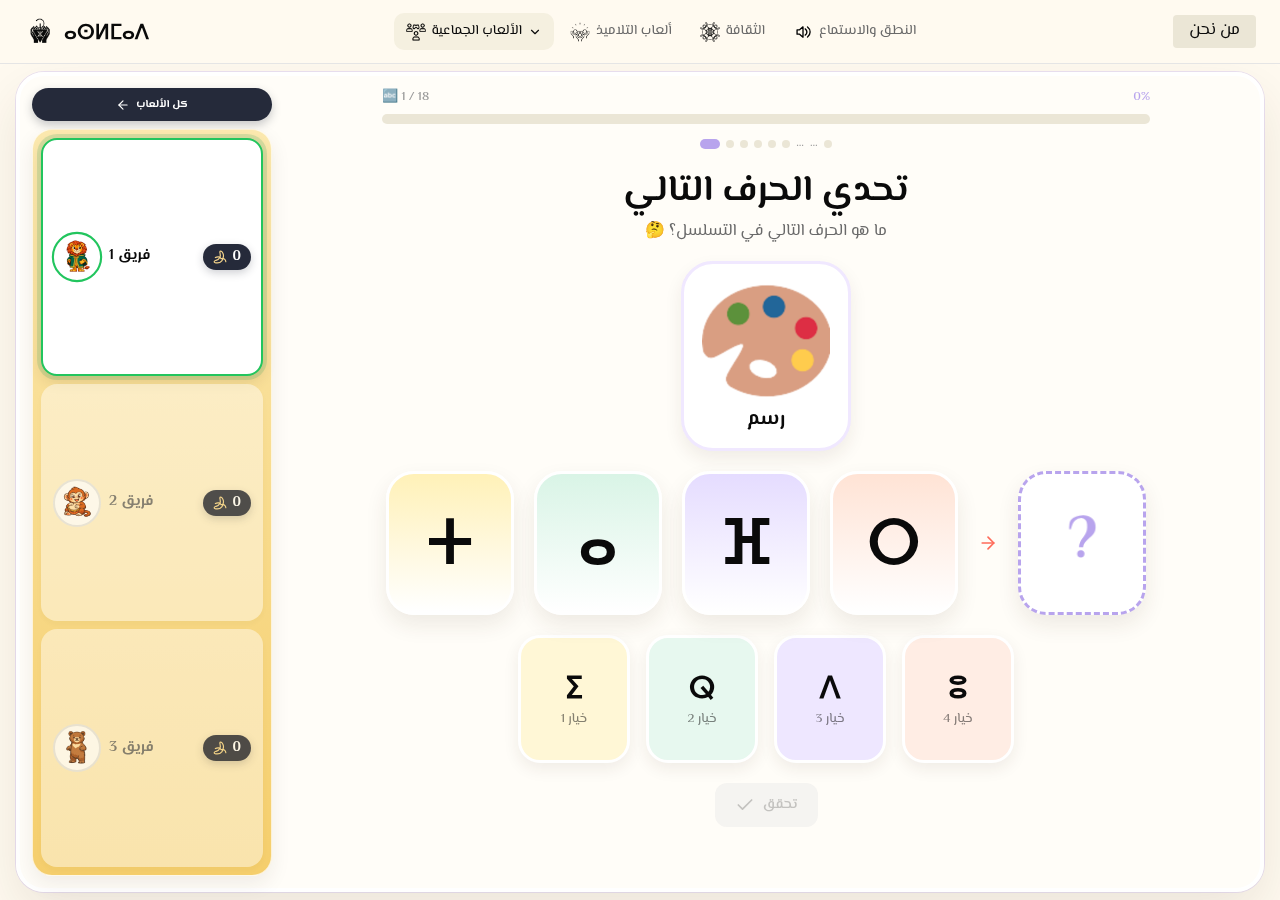 ⴰⵙⵍⵎⴰⴷ
الألعاب الجماعية
ألعاب التلاميذ
الثقافة
النطق والاستماع
من نحن
كل الألعاب
1 / 18
0%
... ...
تحدي الحرف التالي
ما هو الحرف التالي في التسلسل؟ 🤔
رسم
ⵜ ⴰ ⴼ ⵔ → ?
ⵉ ⵕ ⴷ ⵓ
خيار 1 خيار 2 خيار 3 خيار 4
تحقق
فريق 1
0
فريق 2
0
فريق 3
0